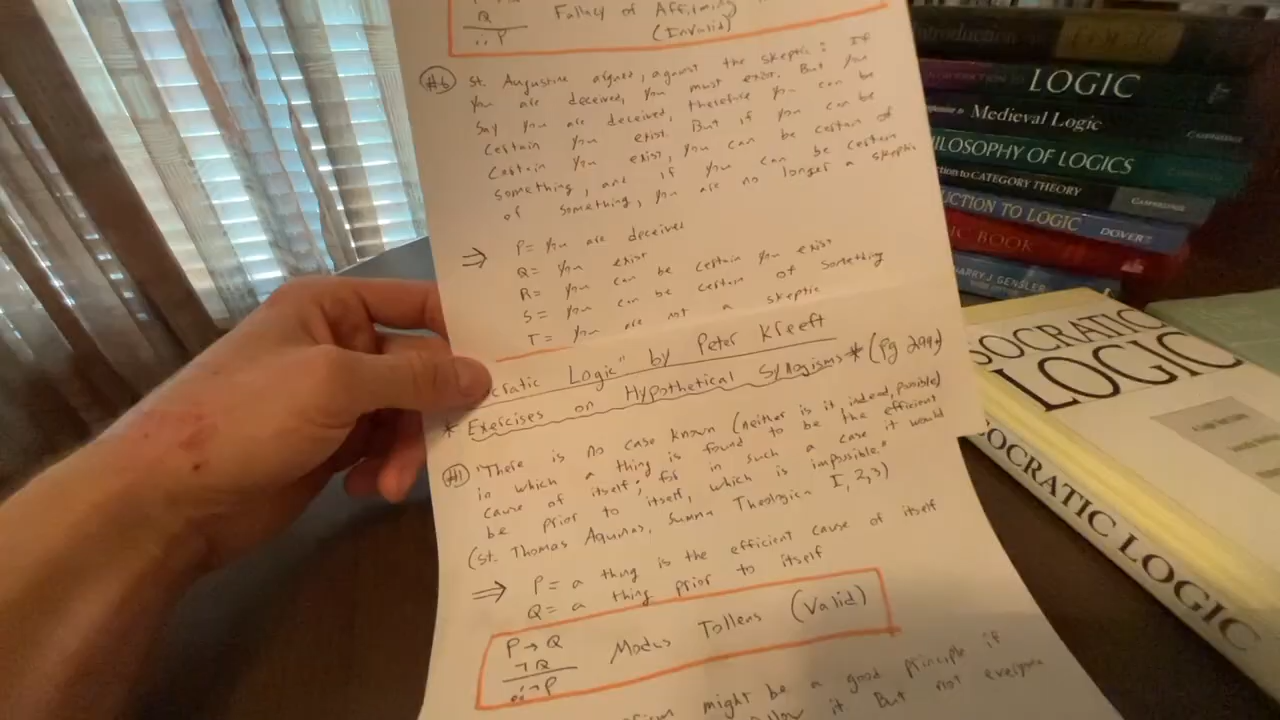 Q
∴ P
Fallacy of Affirming
(Invalid)
#6 St. Augustine argues, against the skeptic: If
you are deceived, you must exist. But you
say you are deceived, therefore you can be
certain you exist. But if you can be
certain you exist, you can be certain of
something, and if you can be certain
of something, you are no longer a skeptic
⇒ P= you are deceived
Q= you exist
R= you can be certain you exist
S= you can be certain of something
T= you are not a skeptic
cratic Logic" by Peter Kreeft
* Exercises on Hypothetical Syllogisms * (Pg 294)
#1 "There is no case known (neither is it indeed, possible)
in which a thing is found to be the efficient
cause of itself; for in such a case it would
be prior to itself, which is impossible."
(St. Thomas Aquinas, Summa Theologica I, 2, 3)
⇒ P= a thing is the efficient cause of itself
Q= a thing prior to itself
P→Q
¬Q
∴¬P
Modus Tollens (Valid)
might be a good principle if
it. But not everyone
Introduction
LOGIC
Medieval Logic
CAMBRIDGE
PHILOSOPHY OF LOGICS
CAMBRIDGE
ction to CATEGORY THEORY
CAMBRIDGE
UCTION TO LOGIC
DOVER
IC BOOK
HARRY J. GENSLER
SOCRATIC
LOGIC
SOCRATIC LOGIC